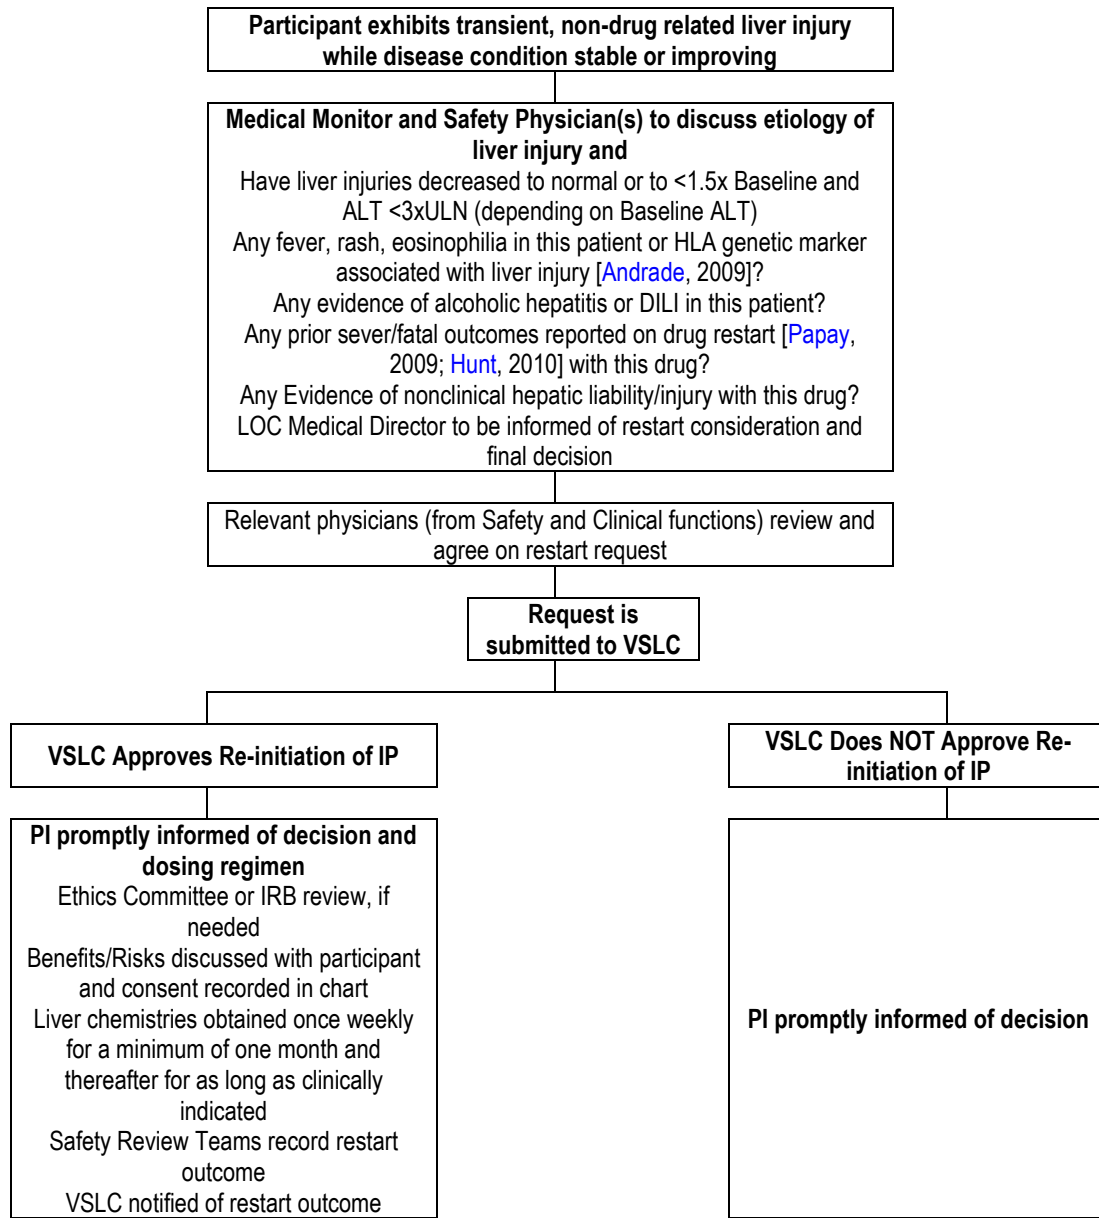 Participant exhibits transient, non-drug related liver injury
while disease condition stable or improving
Medical Monitor and Safety Physician(s) to discuss etiology of
liver injury and
Have liver injuries decreased to normal or to <1.5x Baseline and
ALT <3xULN (depending on Baseline ALT)
Any fever, rash, eosinophilia in this patient or HLA genetic marker
associated with liver injury [Andrade, 2009]?
Any evidence of alcoholic hepatitis or DILI in this patient?
Any prior sever/fatal outcomes reported on drug restart [Papay,
2009; Hunt, 2010] with this drug?
Any Evidence of nonclinical hepatic liability/injury with this drug?
LOC Medical Director to be informed of restart consideration and
final decision
Relevant physicians (from Safety and Clinical functions) review and
agree on restart request
Request is
submitted to VSLC
VSLC Approves Re-initiation of IP
PI promptly informed of decision and
dosing regimen
Ethics Committee or IRB review, if
needed
Benefits/Risks discussed with participant
and consent recorded in chart
Liver chemistries obtained once weekly
for a minimum of one month and
thereafter for as long as clinically
indicated
Safety Review Teams record restart
outcome
VSLC notified of restart outcome
VSLC Does NOT Approve Re-
initiation of IP
PI promptly informed of decision